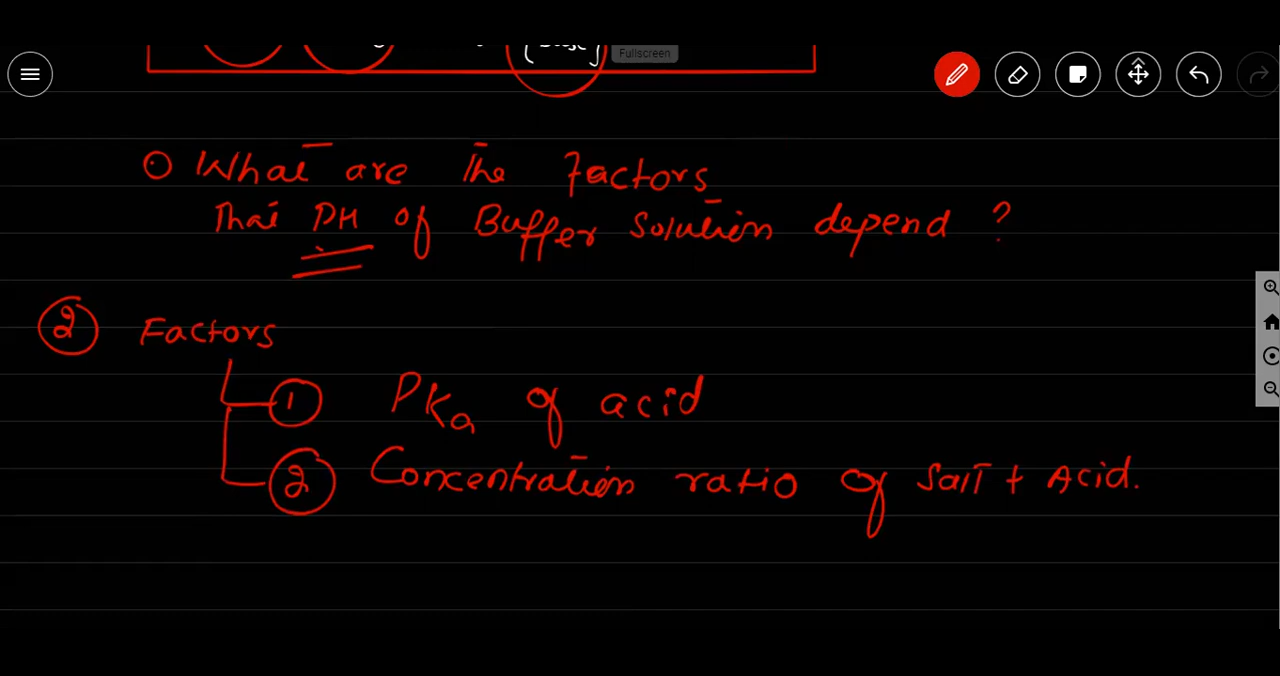 Fullscreen
What are the Factors
That PH of Buffer Solution depend ?
2 Factors
1 PKa of acid
2 Concentration ratio of Salt + Acid.